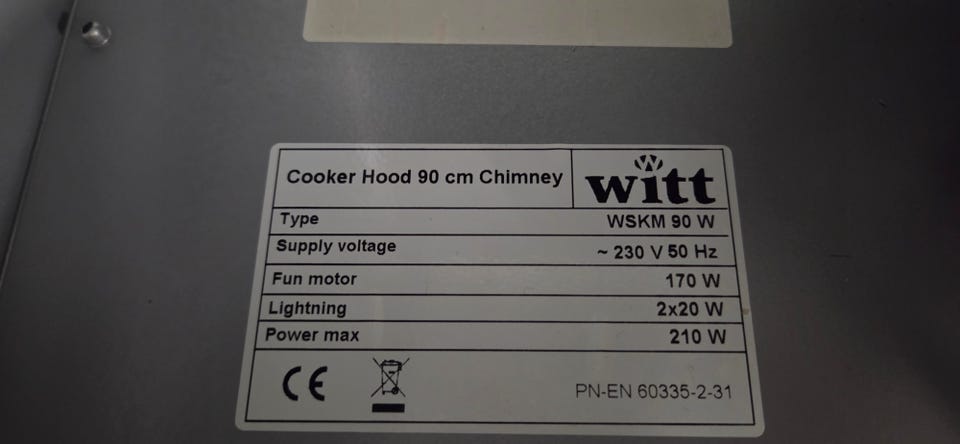 Cooker Hood 90 cm Chimney
witt
Type WSKM 90 W
Supply voltage ~ 230 V 50 Hz
Fun motor 170 W
Lightning 2x20 W
Power max 210 W
CE PN-EN 60335-2-31